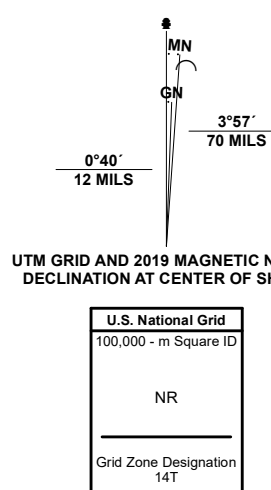 MN
GN
3°57´
70 MILS
0°40´
12 MILS
UTM GRID AND 2019 MAGNETIC
DECLINATION AT CENTER OF
U.S. National Grid
100,000 - m Square ID
NR
Grid Zone Designation
14T